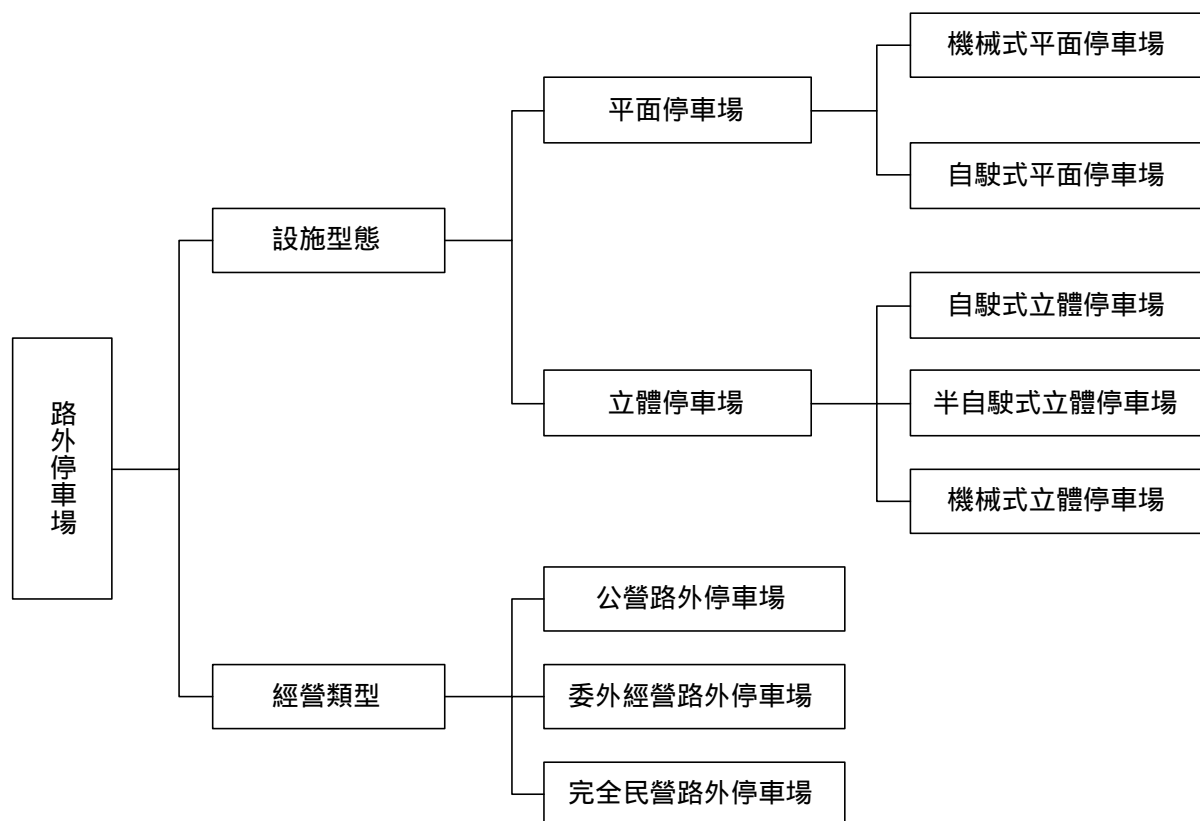 路外停車場
設施型態
平面停車場
機械式平面停車場
自駛式平面停車場
立體停車場
自駛式立體停車場
半自駛式立體停車場
機械式立體停車場
經營類型
公營路外停車場
委外經營路外停車場
完全民營路外停車場